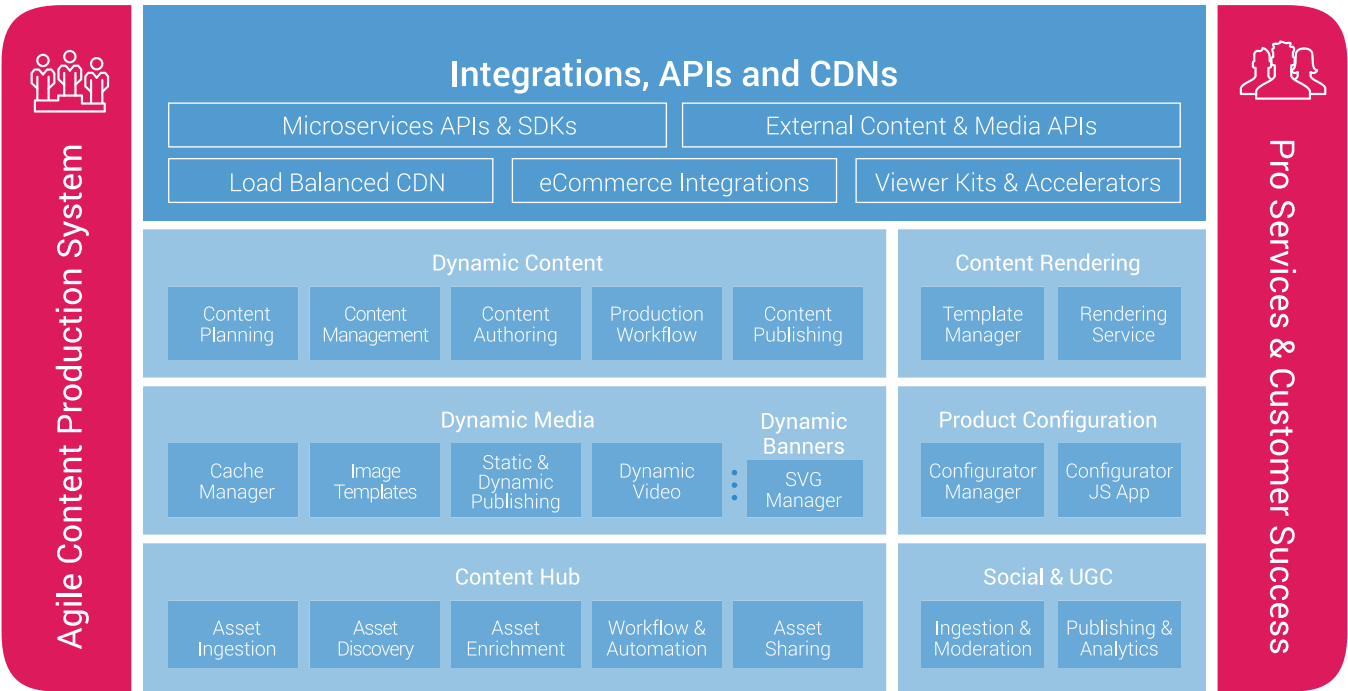 Agile Content Production System
Integrations, APIs and CDNs
Microservices APIs & SDKs
External Content & Media APIs
Load Balanced CDN
eCommerce Integrations
Viewer Kits & Accelerators
Dynamic Content
Content
Planning
Content
Management
Content
Authoring
Production
Workflow
Content
Publishing
Content Rendering
Template
Manager
Rendering
Service
Dynamic Media
Cache
Manager
Image
Templates
Static &
Dynamic
Publishing
Dynamic
Video
Dynamic
Banners
SVG
Manager
Product Configuration
Configurator
Manager
Configurator
JS App
Content Hub
Asset
Ingestion
Asset
Discovery
Asset
Enrichment
Workflow &
Automation
Asset
Sharing
Social & UGC
Ingestion &
Moderation
Publishing &
Analytics
Pro Services & Customer Success